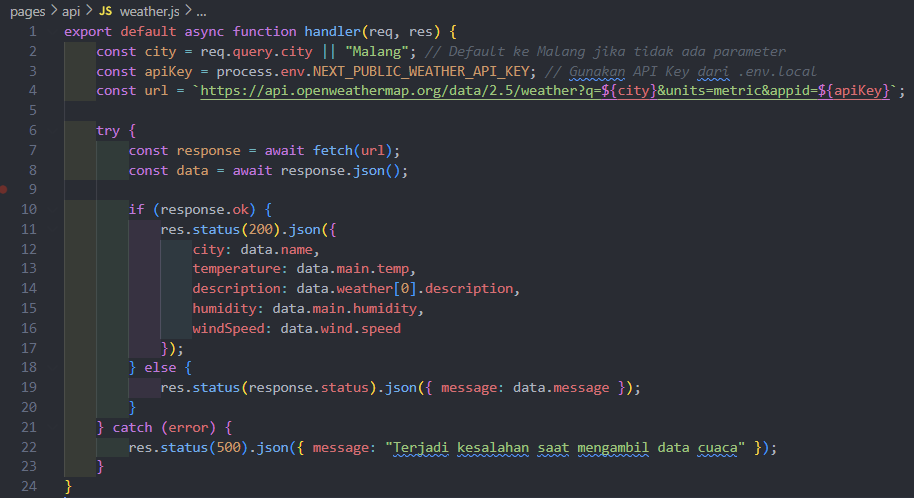 pages > api > JS weather.js > ...
1 export default async function handler(req, res) {
2     const city = req.query.city || "Malang"; // Default ke Malang jika tidak ada parameter
3     const apiKey = process.env.NEXT_PUBLIC_WEATHER_API_KEY; // Gunakan API Key dari .env.local
4     const url = `https://api.openweathermap.org/data/2.5/weather?q=${city}&units=metric&appid=${apiKey}`;
5
6     try {
7         const response = await fetch(url);
8         const data = await response.json();
9
10         if (response.ok) {
11             res.status(200).json({
12                 city: data.name,
13                 temperature: data.main.temp,
14                 description: data.weather[0].description,
15                 humidity: data.main.humidity,
16                 windSpeed: data.wind.speed
17             });
18         } else {
19             res.status(response.status).json({ message: data.message });
20         }
21     } catch (error) {
22         res.status(500).json({ message: "Terjadi kesalahan saat mengambil data cuaca" });
23     }
24 }